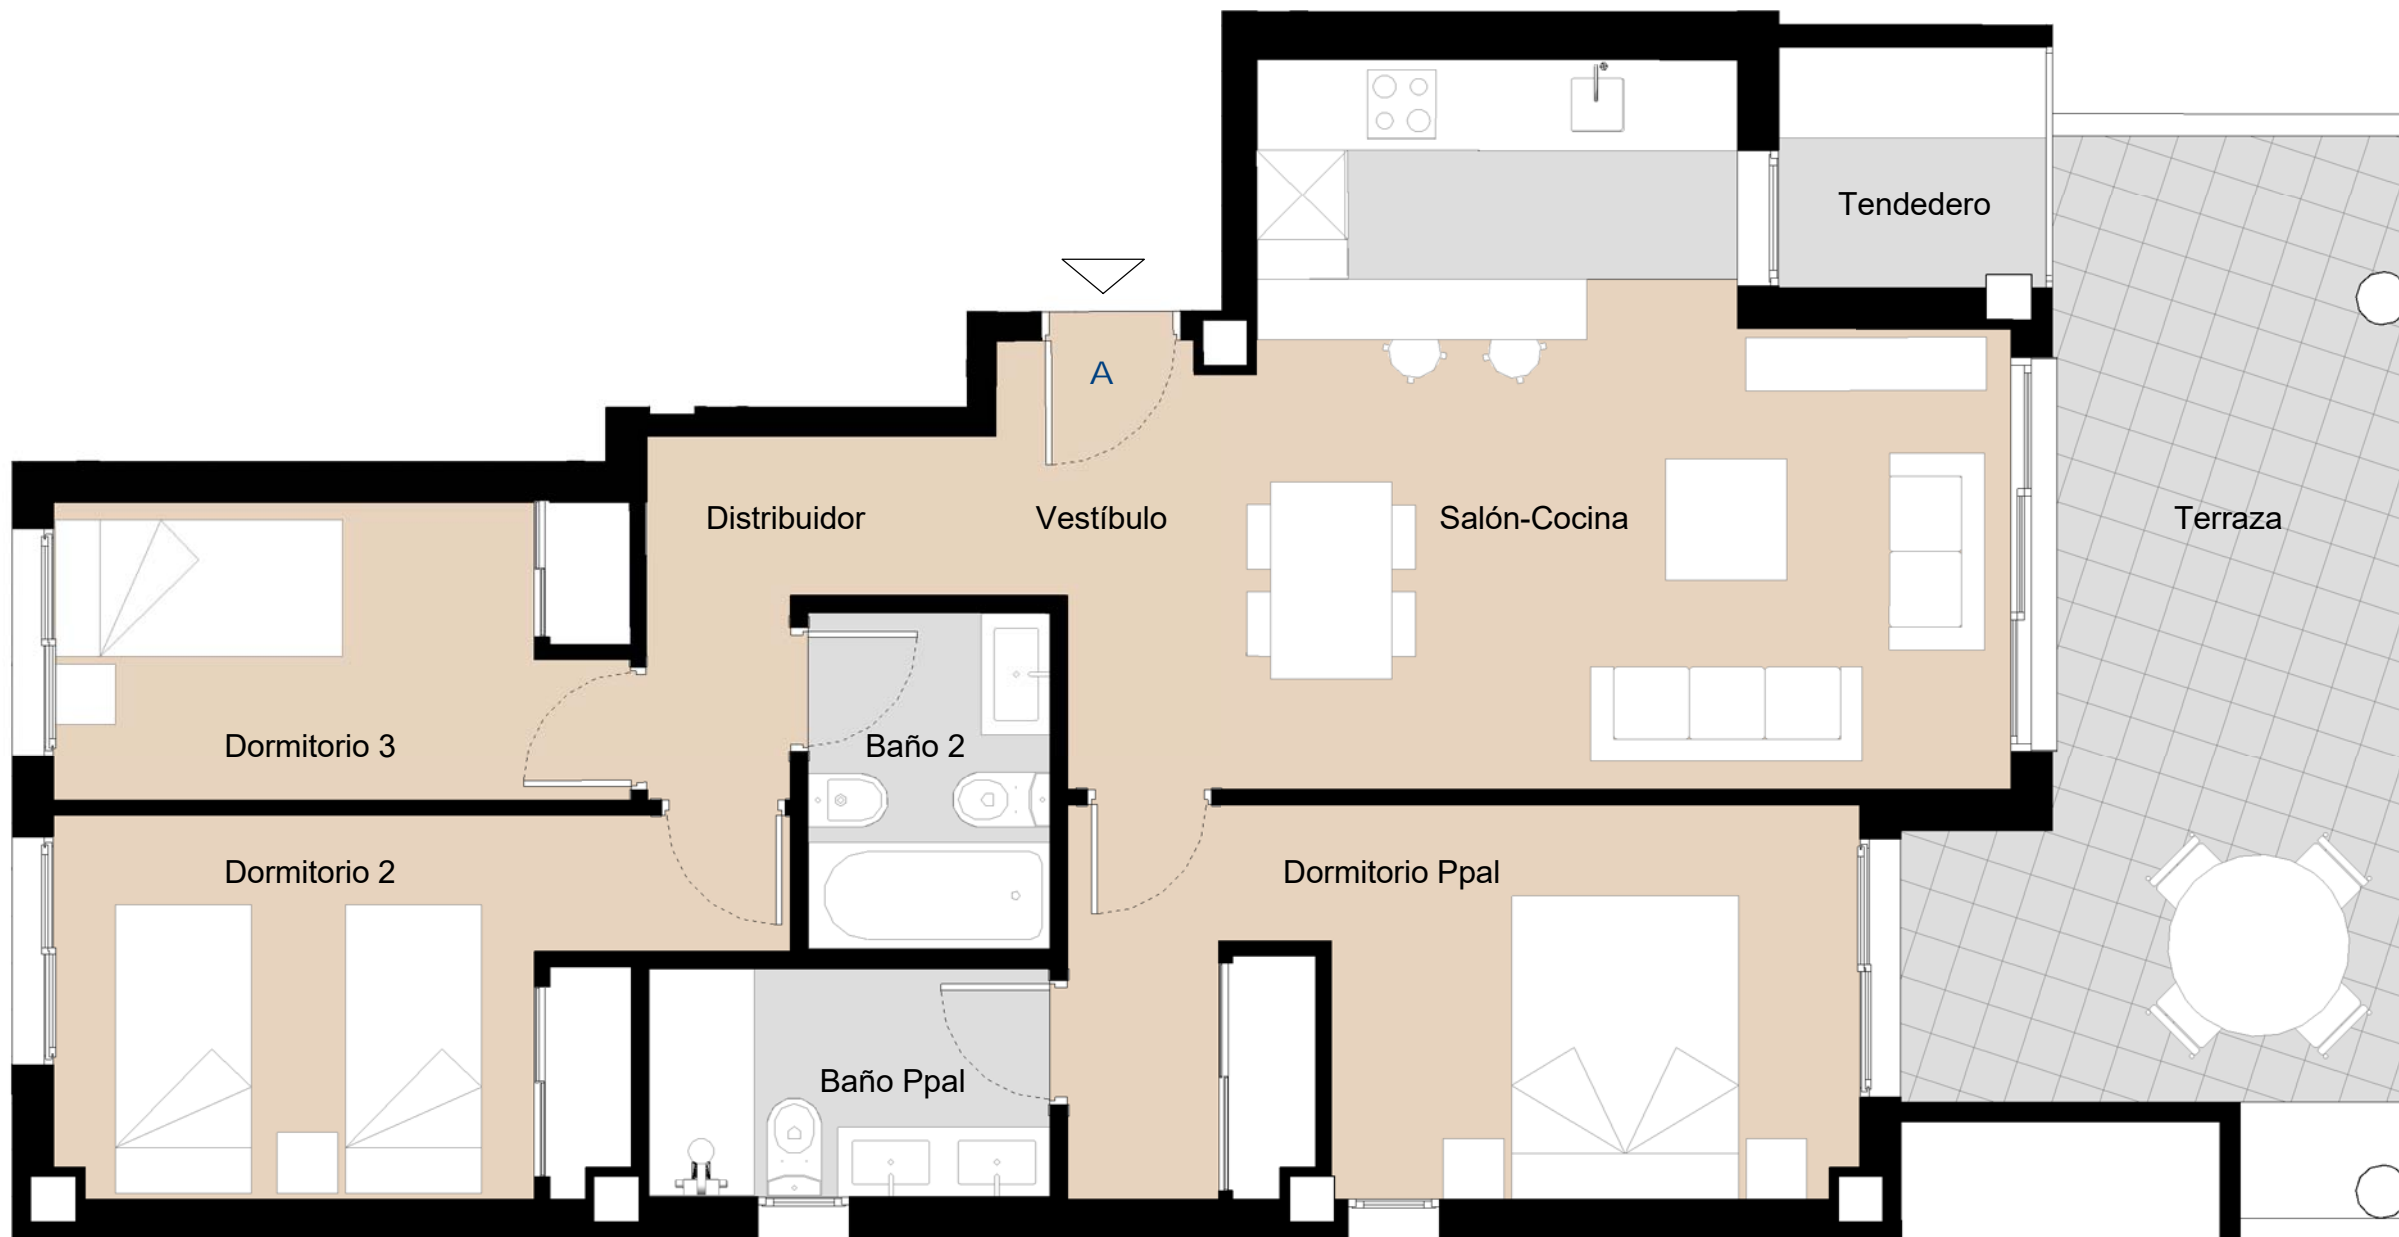 Tendedero
A
Distribuidor
Vestíbulo
Salón-Cocina
Terraza
Dormitorio 3
Baño 2
Dormitorio 2
Dormitorio Ppal
Baño Ppal